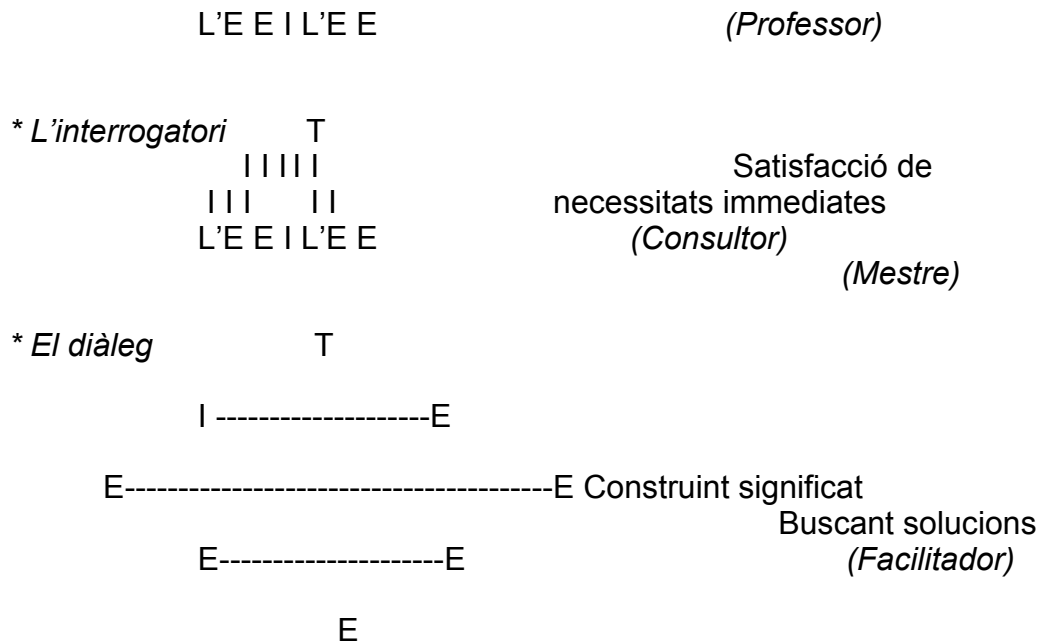 L’E E I L’E E (Professor)
* L’interrogatori T
I I I I I Satisfacció de
I I I I I necessitats immediates
L’E E I L’E E (Consultor)
(Mestre)
* El diàleg T
I --------------------E
E----------------------------------------E Construint significat
Buscant solucions
E---------------------E (Facilitador)
E